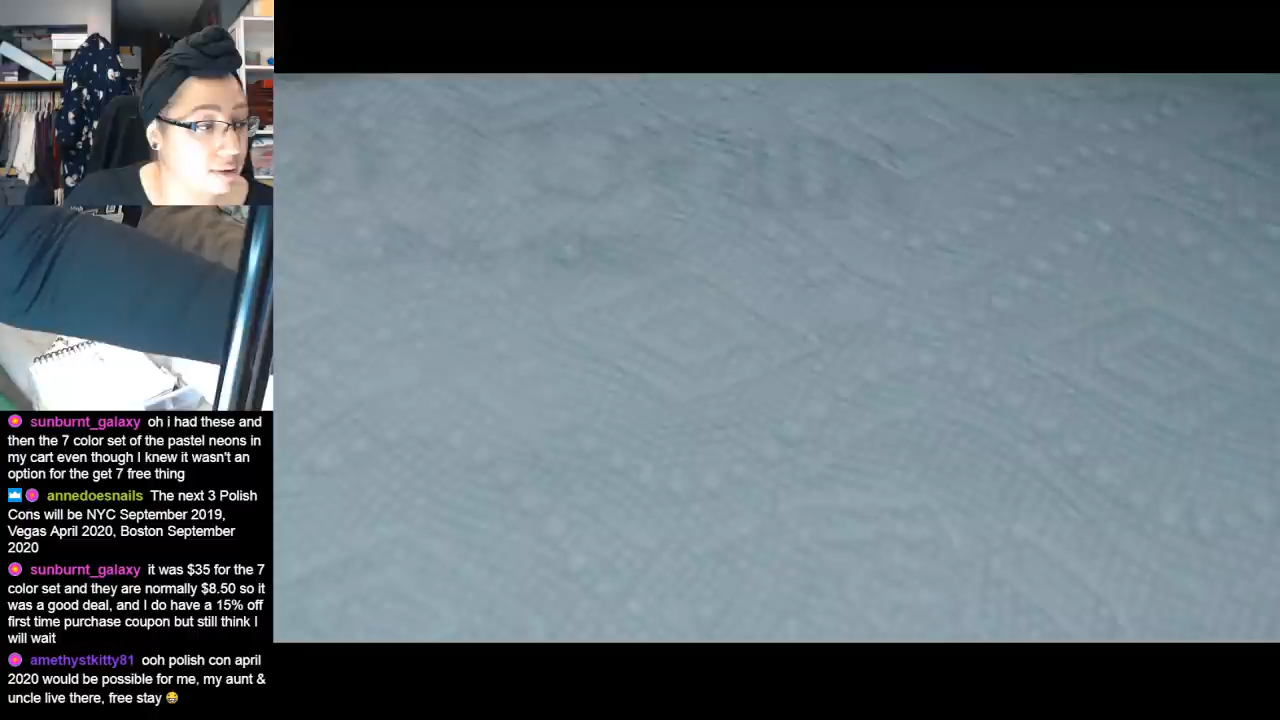 sunburnt_galaxy oh i had these and
then the 7 color set of the pastel neons in
my cart even though I knew it wasn't an
option for the get 7 free thing
annedoesnails The next 3 Polish
Cons will be NYC September 2019,
Vegas April 2020, Boston September
2020
sunburnt_galaxy it was $35 for the 7
color set and they are normally $8.50 so it
was a good deal, and I do have a 15% off
first time purchase coupon but still think I
will wait
amethystkitty81 ooh polish con april
2020 would be possible for me, my aunt &
uncle live there, free stay 😂